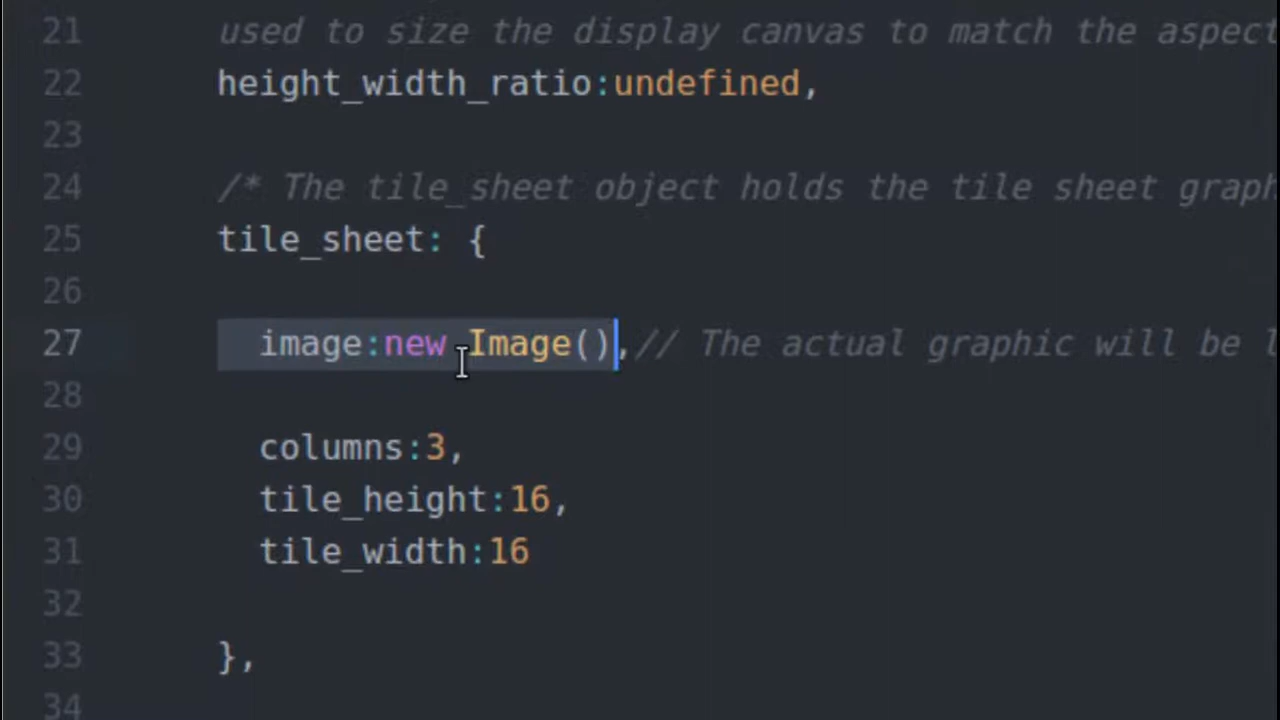 21 used to size the display canvas to match the aspect
22 height_width_ratio:undefined,
23
24 /* The tile_sheet object holds the tile sheet graph
25 tile_sheet: {
26
27 image:new Image(),// The actual graphic will be l
28
29 columns:3,
30 tile_height:16,
31 tile_width:16
32
33 },
34